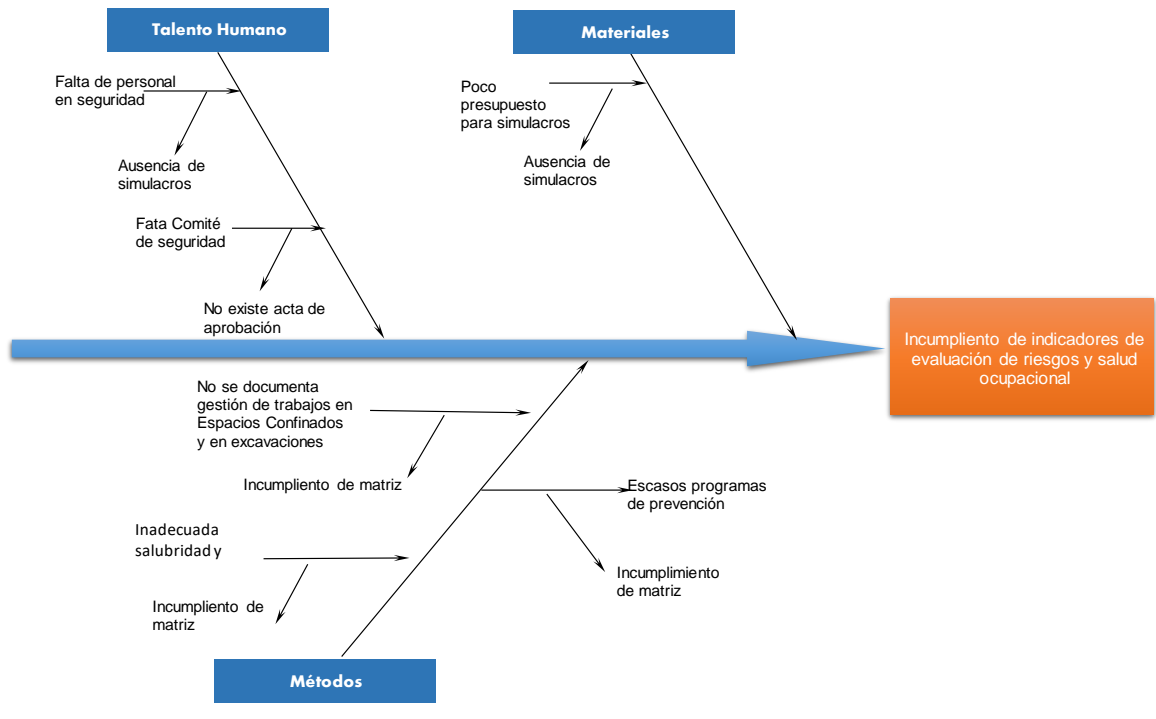 Talento Humano
Materiales
Falta de personal
en seguridad
Ausencia de
simulacros
Fata Comité
de seguridad
No existe acta de
aprobación
Poco
presupuesto
para simulacros
Ausencia de
simulacros
Incumpliento de indicadores de
evaluación de riesgos y salud
ocupacional
No se documenta
gestión de trabajos en
Espacios Confinados
y en excavaciones
Incumpliento de matriz
Escasos programas
de prevención
Incumplimiento
de matriz
Inadecuada
salubridad y
Incumpliento de
matriz
Métodos